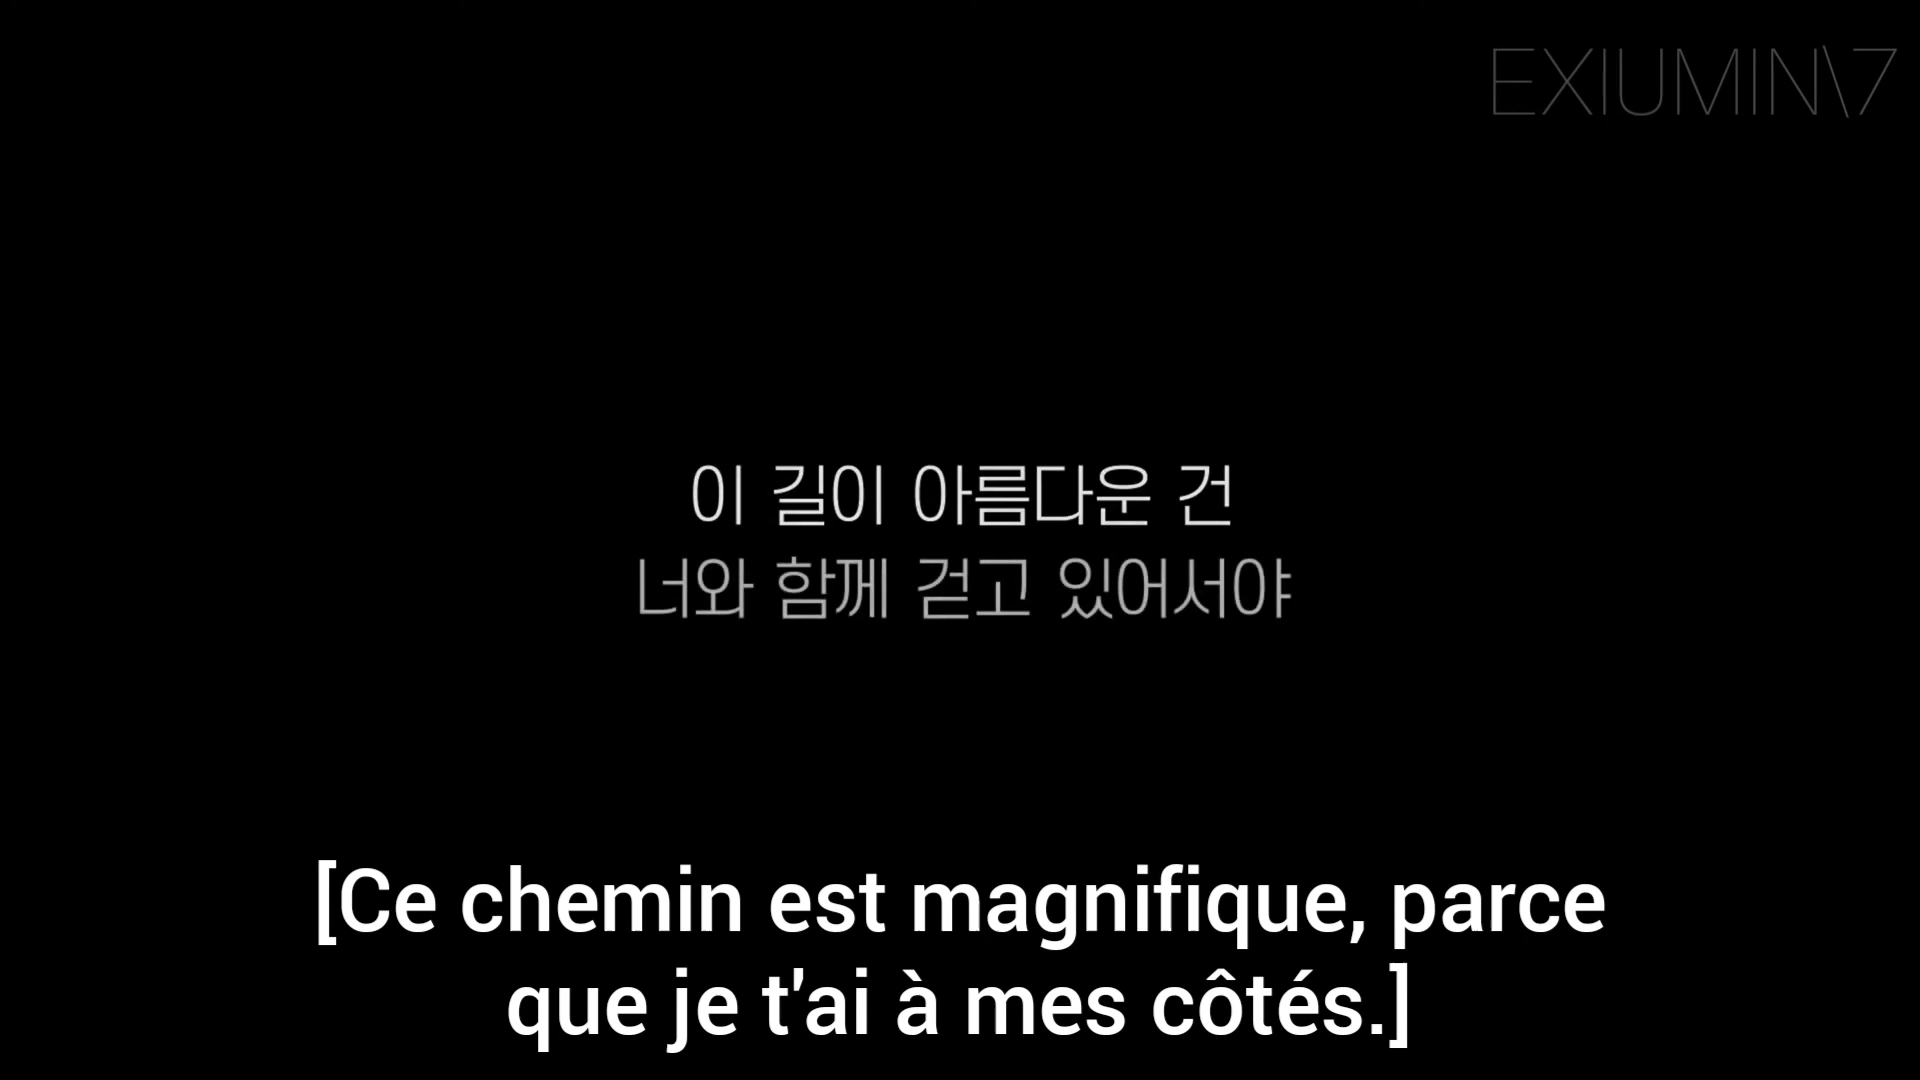 EXIUMIN\7
이 길이 아름다운 건
너와 함께 걷고 있어서야
[Ce chemin est magnifique, parce
que je t'ai à mes côtés.]